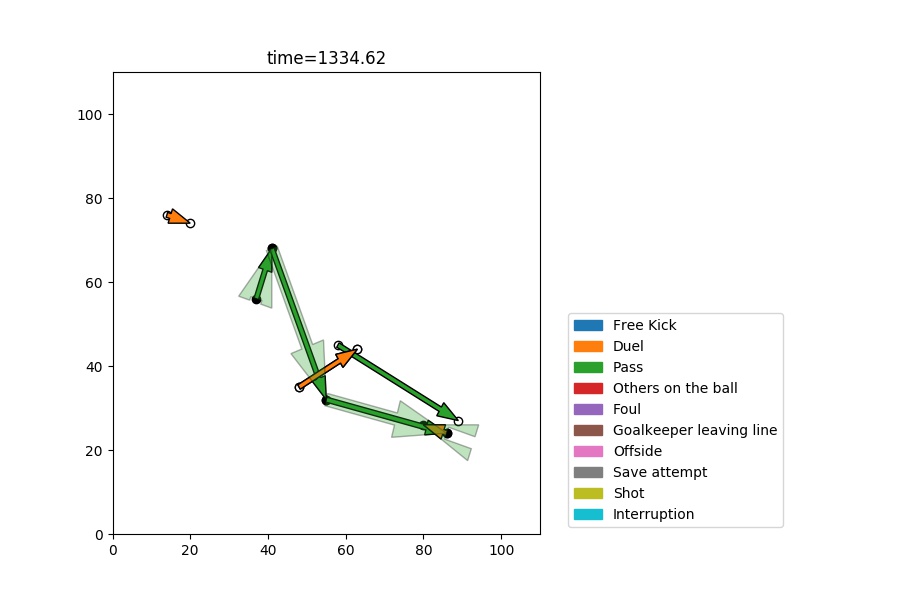 time=1334.62
100
80
60
40
20
0
0 20 40 60 80 100
Free Kick
Duel
Pass
Others on the ball
Foul
Goalkeeper leaving line
Offside
Save attempt
Shot
Interruption